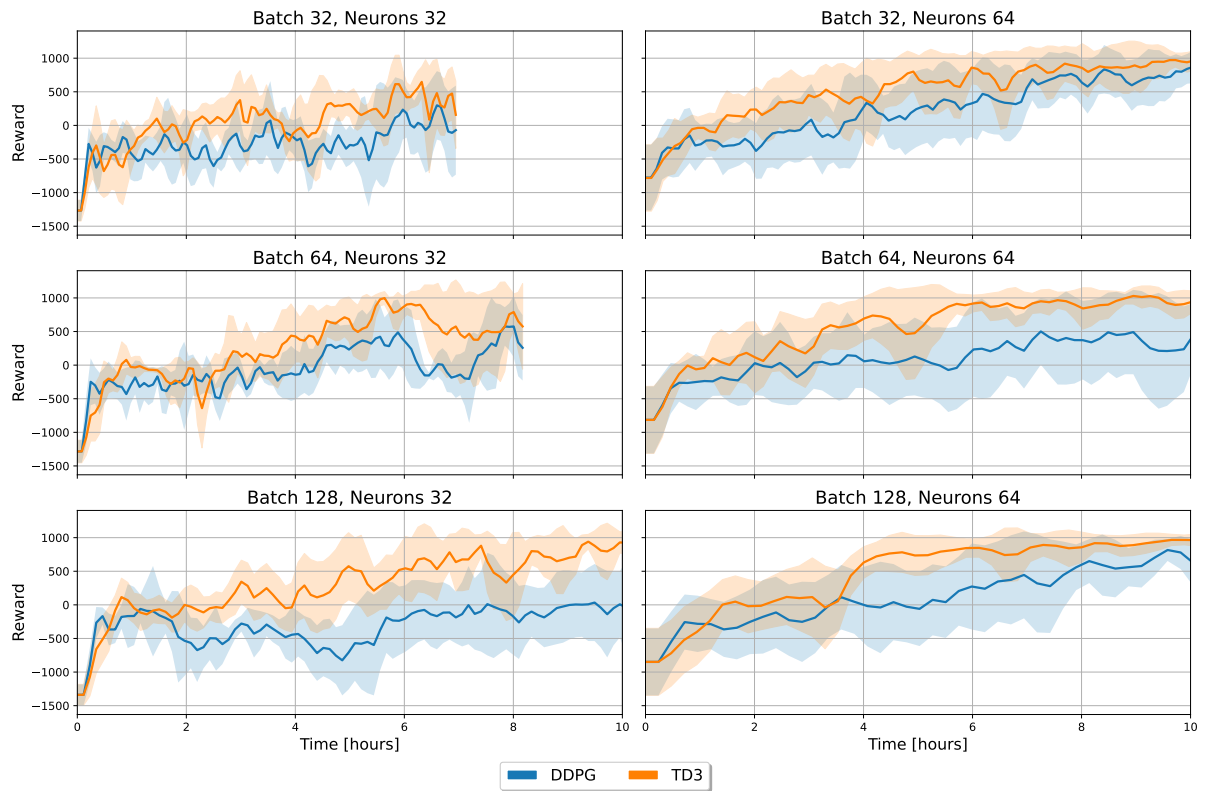 Batch 32, Neurons 32
Batch 32, Neurons 64
Reward
1000
500
0
−500
−1000
−1500
Batch 64, Neurons 32
Batch 64, Neurons 64
Reward
1000
500
0
−500
−1000
−1500
Batch 128, Neurons 32
Batch 128, Neurons 64
Reward
1000
500
0
−500
−1000
−1500
0 2 4 6 8 10
0 2 4 6 8 10
Time [hours]
Time [hours]
DDPG TD3